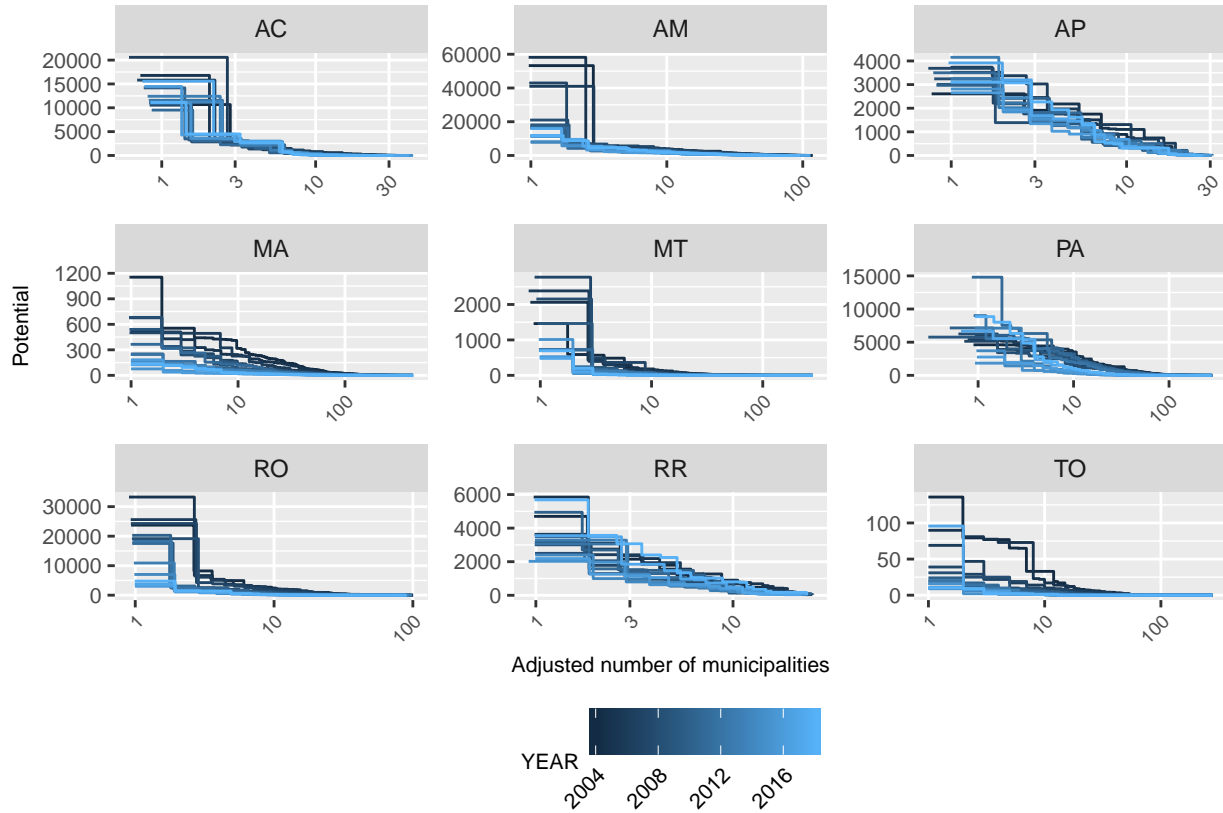 AC AM AP
20000 60000 4000
15000 40000 3000
10000 20000 2000
5000 1000
0 0 0
1 3 10 30 1 10 100 1 3 10 30
MA MT PA
1200 15000
900 2000 10000
600 1000 5000
300
0 0 0
1 10 100 1 10 100 1 10 100
RO RR TO
30000 6000 100
20000 4000 50
10000 2000
0 0 0
1 10 100 1 3 10 1 10 100
Potential
Adjusted number of municipalities
YEAR
2004 2008 2012 2016